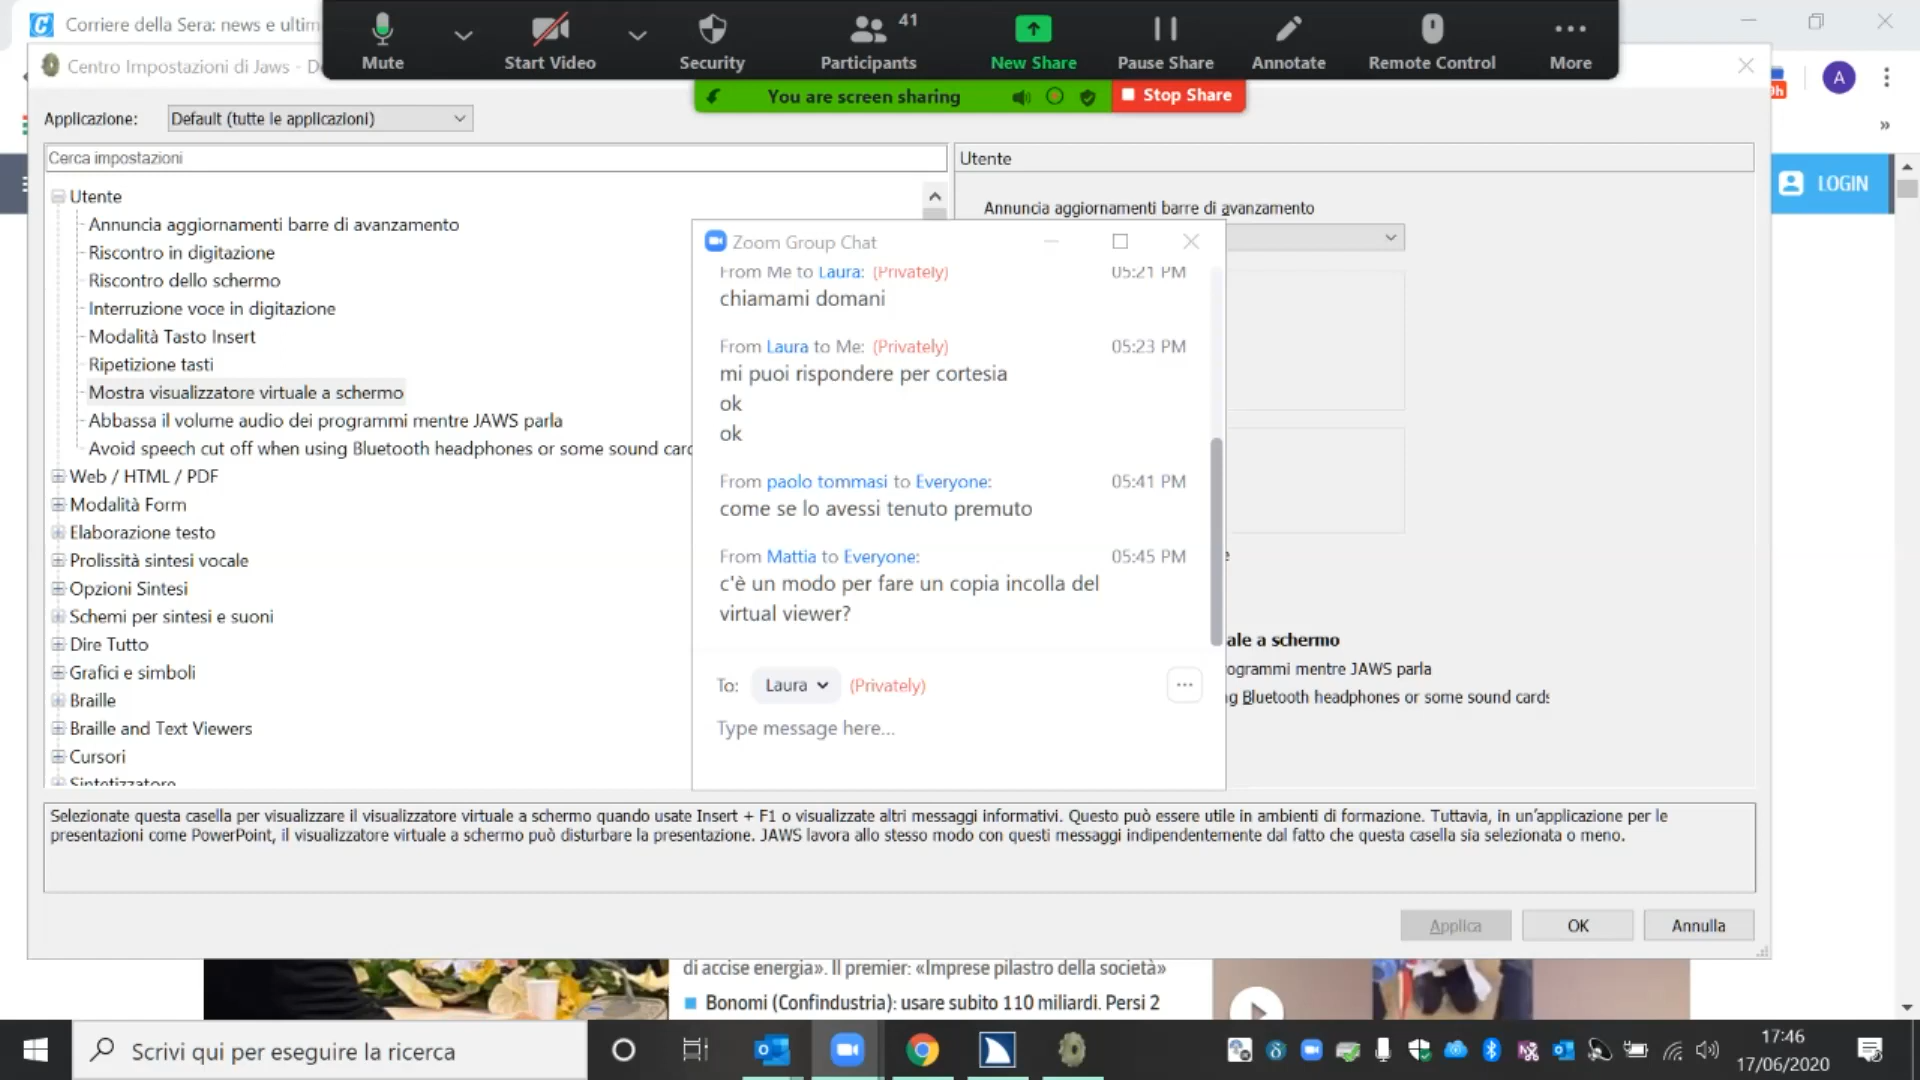 Corriere della Sera: news e ultim
Mute
Start Video
Security
Participants
41
New Share
Pause Share
Annotate
Remote Control
More
You are screen sharing
Stop Share
Centro Impostazioni di Jaws - D
A
9h
»
Applicazione:
Default (tutte le applicazioni)
Cerca impostazioni
Utente
LOGIN
Utente
Annuncia aggiornamenti barre di avanzamento
Riscontro in digitazione
Riscontro dello schermo
Interruzione voce in digitazione
Modalità Tasto Insert
Ripetizione tasti
Mostra visualizzatore virtuale a schermo
Abbassa il volume audio dei programmi mentre JAWS parla
Avoid speech cut off when using Bluetooth headphones or some sound card
Web / HTML / PDF
Modalità Form
Elaborazione testo
Prolissità sintesi vocale
Opzioni Sintesi
Schemi per sintesi e suoni
Dire Tutto
Grafici e simboli
Braille
Braille and Text Viewers
Cursori
Sintetizzatore
Annuncia aggiornamenti barre di avanzamento
Zoom Group Chat
From Me to Laura: (Privately) 05:21 PM
chiamami domani
From Laura to Me: (Privately) 05:23 PM
mi puoi rispondere per cortesia
ok
ok
From paolo tommasi to Everyone: 05:41 PM
come se lo avessi tenuto premuto
From Mattia to Everyone: 05:45 PM
c'è un modo per fare un copia incolla del
virtual viewer?
To: Laura (Privately)
Type message here...
e
ale a schermo
ogrammi mentre JAWS parla
ng Bluetooth headphones or some sound cards
Selezionate questa casella per visualizzare il visualizzatore virtuale a schermo quando usate Insert + F1 o visualizzate altri messaggi informativi. Questo può essere utile in ambienti di formazione. Tuttavia, in un'applicazione per le
presentazioni come PowerPoint, il visualizzatore virtuale a schermo può disturbare la presentazione. JAWS lavora allo stesso modo con questi messaggi indipendentemente dal fatto che questa casella sia selezionata o meno.
Applica
OK
Annulla
di accise energia». Il premier: «Imprese pilastro della società»
Bonomi (Confindustria): usare subito 110 miliardi. Persi 2
Scrivi qui per eseguire la ricerca
17:46
17/06/2020